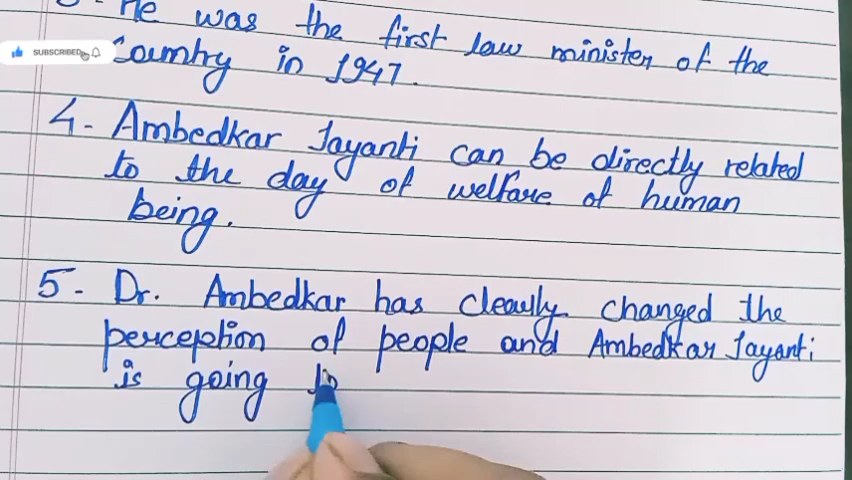 3- He was the first law minister of the
SUBSCRIBED
Country in 1947.
4- Ambedkar Jayanti can be directly related
to the day of welfare of human
being.
5- Dr. Ambedkar has clearly changed the
perception of people and Ambedkar Jayanti
is going to